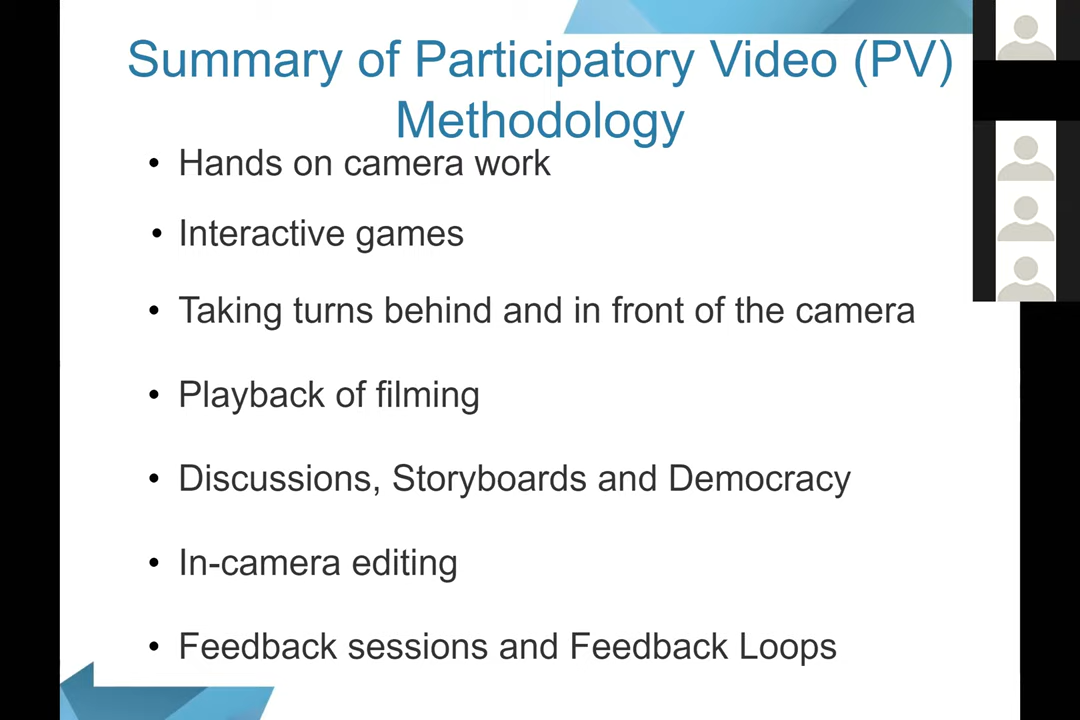 Summary of Participatory Video (PV)
Methodology
• Hands on camera work
• Interactive games
• Taking turns behind and in front of the camera
• Playback of filming
• Discussions, Storyboards and Democracy
• In-camera editing
• Feedback sessions and Feedback Loops